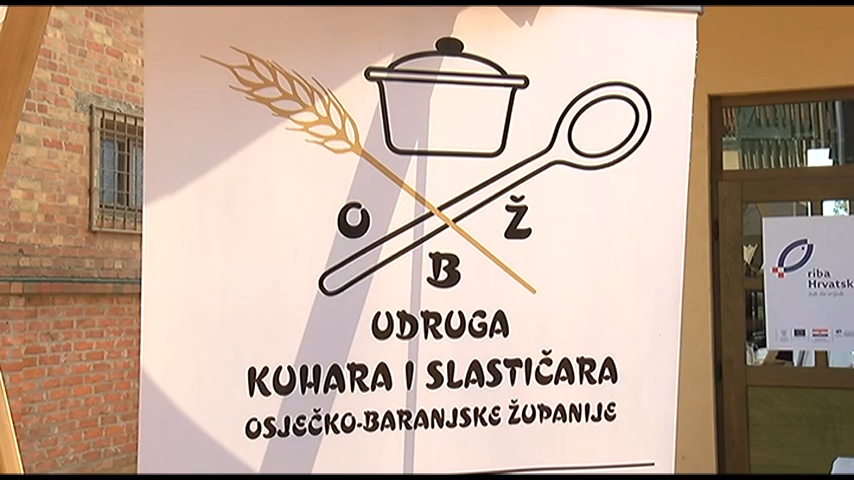 O Ž
B
UDRUGA
KUHARA I SLASTIČARA
OSJEČKO-BARANJSKE ŽUPANIJE
riba
Hrvatsk